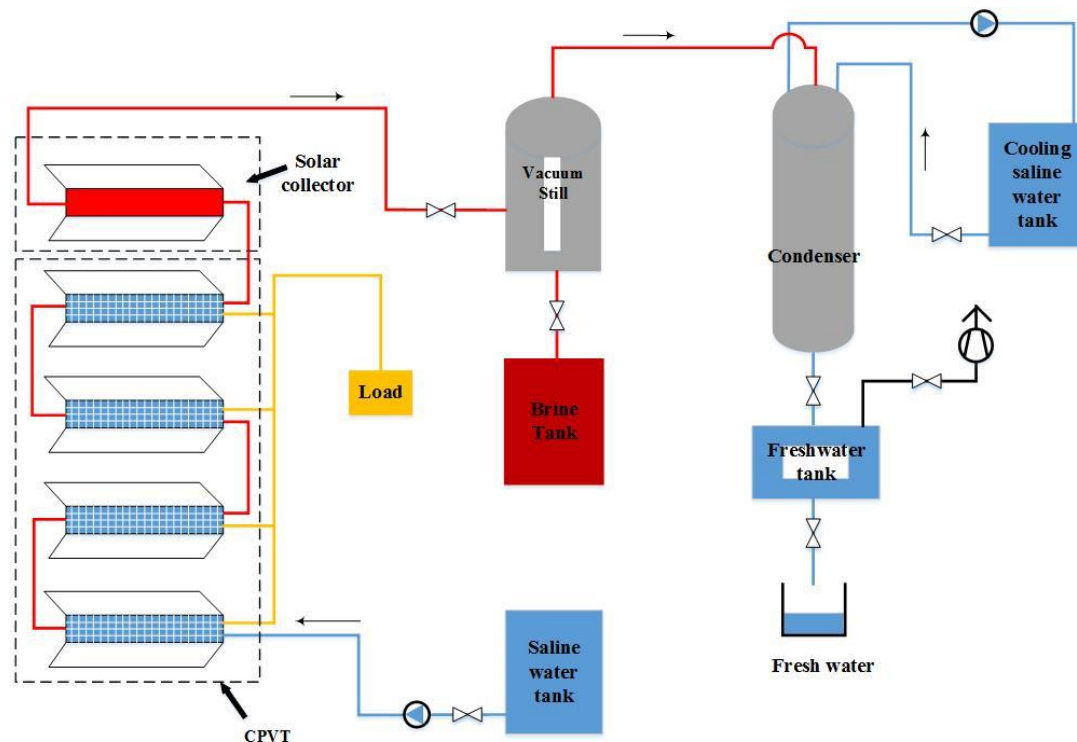 Solar
collector
Vacuum
Still
Cooling
saline
water
tank
Condenser
Load
Brine
Tank
Freshwater
tank
Saline
water
tank
Fresh water
CPVT